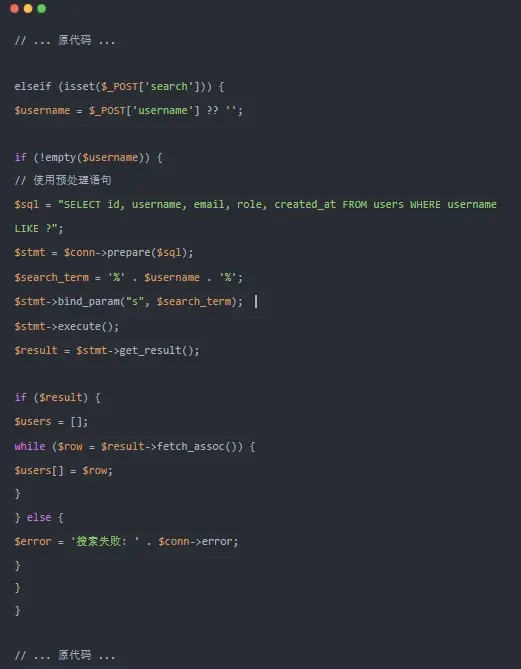 // ... 原代码 ...
elseif (isset($_POST['search'])) {
$username = $_POST['username'] ?? '';
if (!empty($username)) {
// 使用预处理语句
$sql = "SELECT id, username, email, role, created_at FROM users WHERE username
LIKE ?";
$stmt = $conn->prepare($sql);
$search_term = '%' . $username . '%';
$stmt->bind_param("s", $search_term);
$stmt->execute();
$result = $stmt->get_result();
if ($result) {
$users = [];
while ($row = $result->fetch_assoc()) {
$users[] = $row;
}
} else {
$error = '搜索失败: ' . $conn->error;
}
}
}
// ... 原代码 ...